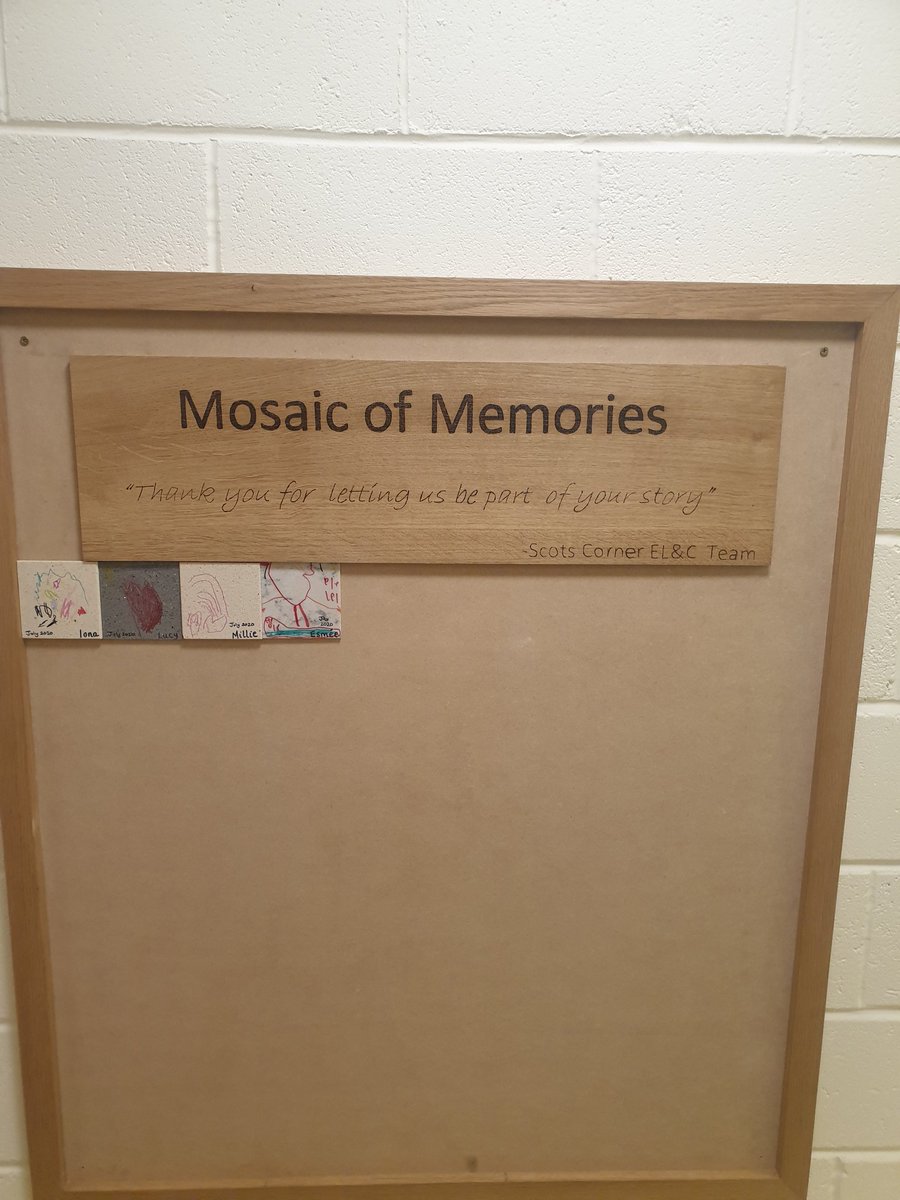 Mosaic of Memories
"Thank you for letting us be part of your story"
-Scots Corner EL&C Team
July 2020 Iona
July 2020 Lucy
July 2020 Millie
July 2020 Esmée